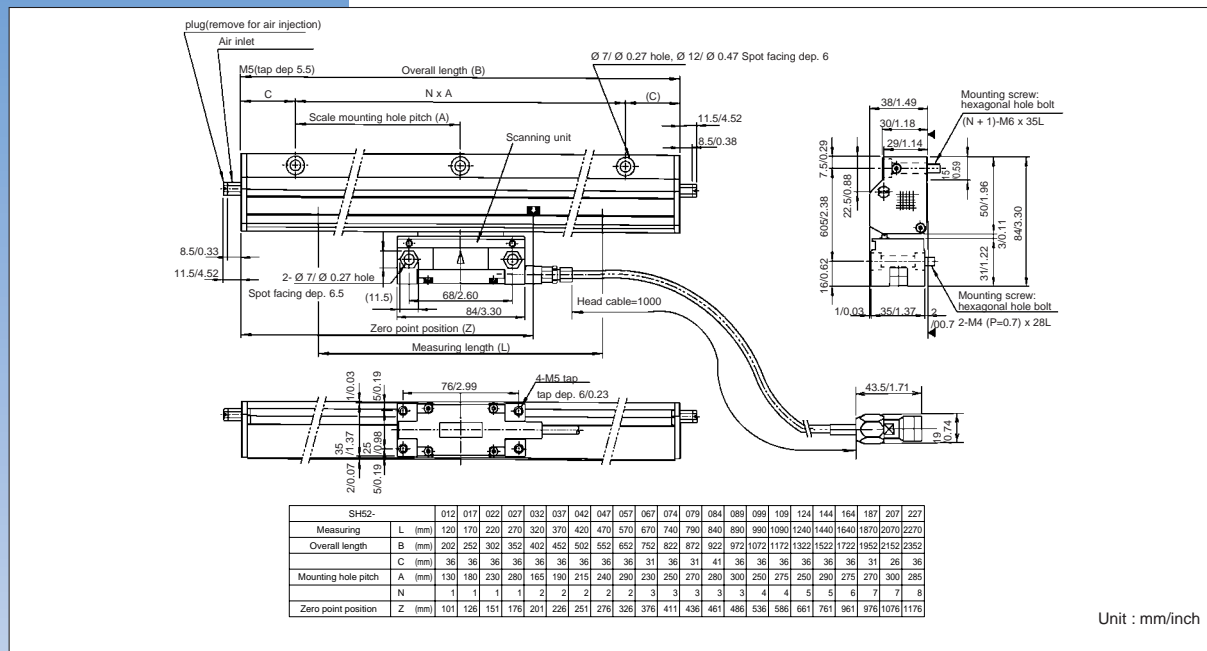 plug(remove for air injection)
Air inlet
M5(tap dep 5.5)
Overall length (B)
Ø 7/ Ø 0.27 hole, Ø 12/ Ø 0.47 Spot facing dep. 6
C
N x A
(C)
Scale mounting hole pitch (A)
Scanning unit
11.5/4.52
8.5/0.38
8.5/0.33
11.5/4.52
2- Ø 7/ Ø 0.27 hole
Spot facing dep. 6.5
(11.5)
68/2.60
84/3.30
Head cable=1000
Zero point position (Z)
Measuring length (L)
38/1.49
30/1.18
29/1.14
Mounting screw:
hexagonal hole bolt
(N + 1)-M6 x 35L
7.5/0.29
22.5/0.88
605/2.38
16/0.62
15
/0.59
50/1.96
3/0.11
84/3.30
31/1.22
Mounting screw:
hexagonal hole bolt
2-M4 (P=0.7) x 28L
1/0.03
35/1.37
2
/00.7
1/0.03
5/0.19
76/2.99
4-M5 tap
tap dep. 6/0.23
35
/1.37
25
/0.98
2/0.07
5/0.19
43.5/1.71
19
/0.74
SH52- 012 017 022 027 032 037 042 047 057 067 074 079 084 089 099 109 124 144 164 187 207 227
Measuring L (mm) 120 170 220 270 320 370 420 470 570 670 740 790 840 890 990 1090 1240 1440 1640 1870 2070 2270
Overall length B (mm) 202 252 302 352 402 452 502 552 652 752 822 872 922 972 1072 1172 1322 1522 1722 1952 2152 2352
C (mm) 36 36 36 36 36 36 36 36 36 31 36 31 41 36 36 36 36 36 36 31 26 36
Mounting hole pitch A (mm) 130 180 230 280 165 190 215 240 290 230 250 270 280 300 250 275 250 290 275 270 300 285
N 1 1 1 1 2 2 2 2 2 3 3 3 3 3 4 4 5 5 6 7 7 8
Zero point position Z (mm) 101 126 151 176 201 226 251 276 326 376 411 436 461 486 536 586 661 761 961 976 1076 1176
Unit : mm/inch